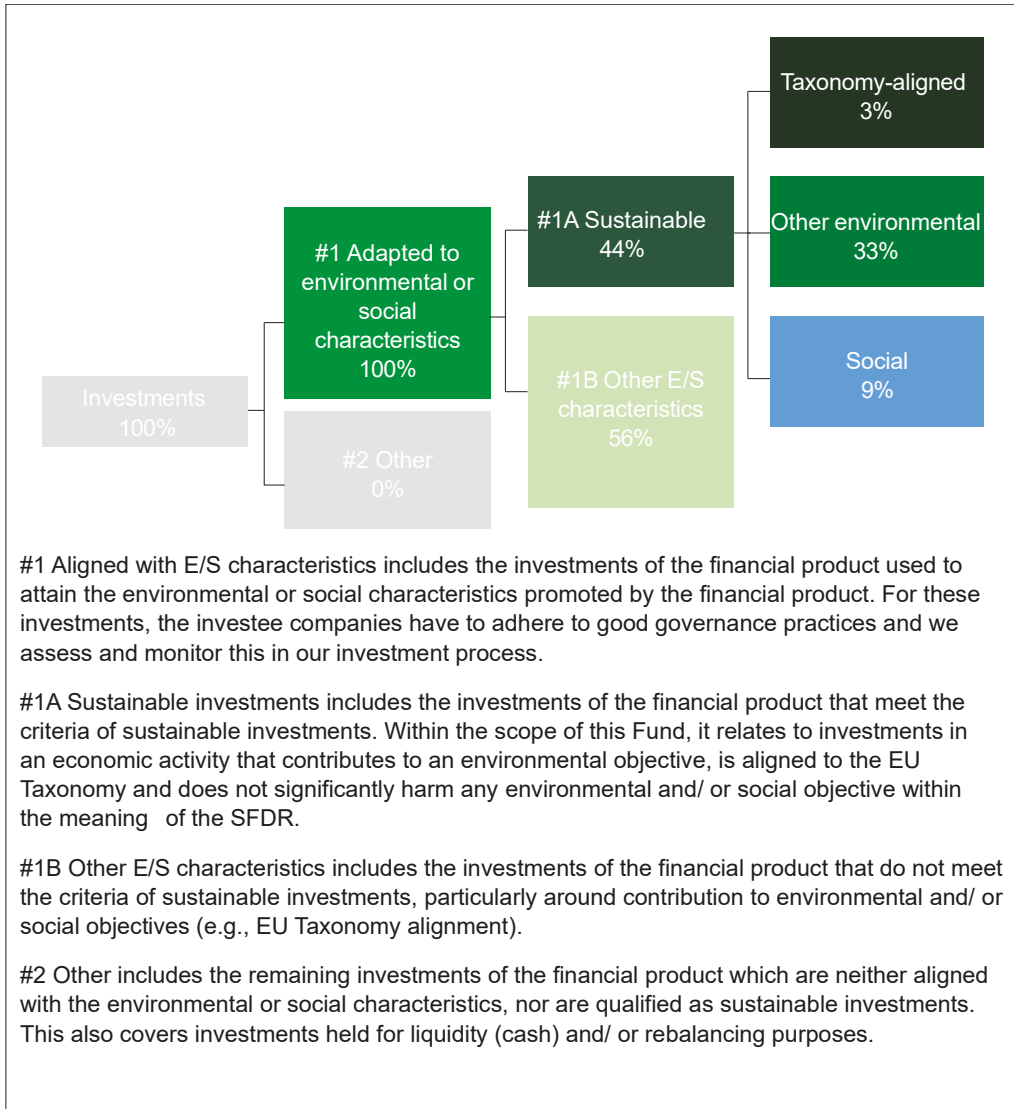 Taxonomy-aligned
3%
#1A Sustainable
44%
Other environmental
33%
#1 Adapted to
environmental or
social
characteristics
100%
Social
9%
#1B Other E/S
characteristics
56%
Investments
100%
#2 Other
0%
#1 Aligned with E/S characteristics includes the investments of the financial product used to
attain the environmental or social characteristics promoted by the financial product. For these
investments, the investee companies have to adhere to good governance practices and we
assess and monitor this in our investment process.
#1A Sustainable investments includes the investments of the financial product that meet the
criteria of sustainable investments. Within the scope of this Fund, it relates to investments in
an economic activity that contributes to an environmental objective, is aligned to the EU
Taxonomy and does not significantly harm any environmental and/ or social objective within
the meaning of the SFDR.
#1B Other E/S characteristics includes the investments of the financial product that do not meet
the criteria of sustainable investments, particularly around contribution to environmental and/ or
social objectives (e.g., EU Taxonomy alignment).
#2 Other includes the remaining investments of the financial product which are neither aligned
with the environmental or social characteristics, nor are qualified as sustainable investments.
This also covers investments held for liquidity (cash) and/ or rebalancing purposes.